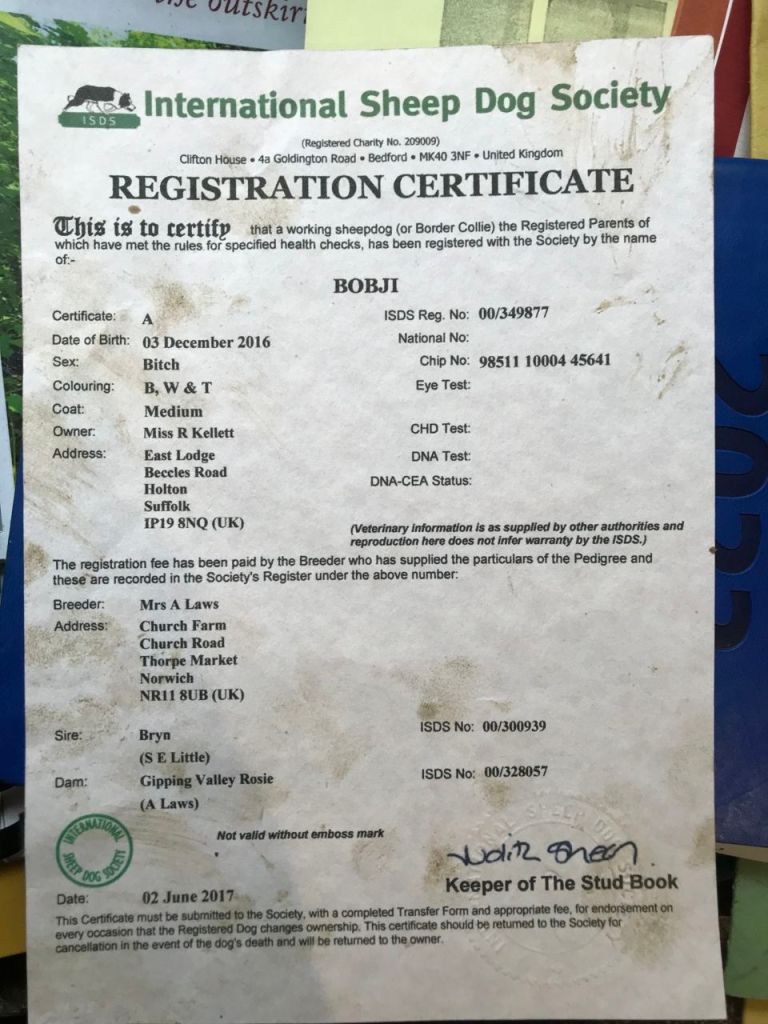 the outskir
International Sheep Dog Society
ISDS
(Registered Charity No. 209009)
Clifton House • 4a Goldington Road • Bedford • MK40 3NF • United Kingdom
REGISTRATION CERTIFICATE
This is to certify that a working sheepdog (or Border Collie) the Registered Parents of
which have met the rules for specified health checks, has been registered with the Society by the name
of:-
BOBJI
Certificate: A ISDS Reg. No: 00/349877
Date of Birth: 03 December 2016 National No:
Sex: Bitch Chip No: 98511 10004 45641
Colouring: B, W & T Eye Test:
Coat: Medium
Owner: Miss R Kellett CHD Test:
Address: East Lodge DNA Test:
Beccles Road
Holton DNA-CEA Status:
Suffolk
IP19 8NQ (UK)
(Veterinary information is as supplied by other authorities and
reproduction here does not infer warranty by the ISDS.)
The registration fee has been paid by the Breeder who has supplied the particulars of the Pedigree and
these are recorded in the Society's Register under the above number:
Breeder: Mrs A Laws
Address: Church Farm
Church Road
Thorpe Market
Norwich
NR11 8UB (UK)
Sire: Bryn ISDS No: 00/300939
(S E Little)
Dam: Gipping Valley Rosie ISDS No: 00/328057
(A Laws)
INTERNATIONAL
SHEEP DOG SOCIETY
Not valid without emboss mark
Keeper of The Stud Book
Date: 02 June 2017
This Certificate must be submitted to the Society, with a completed Transfer Form and appropriate fee, for endorsement on
every occasion that the Registered Dog changes ownership. This certificate should be returned to the Society for
cancellation in the event of the dog's death and will be returned to the owner.